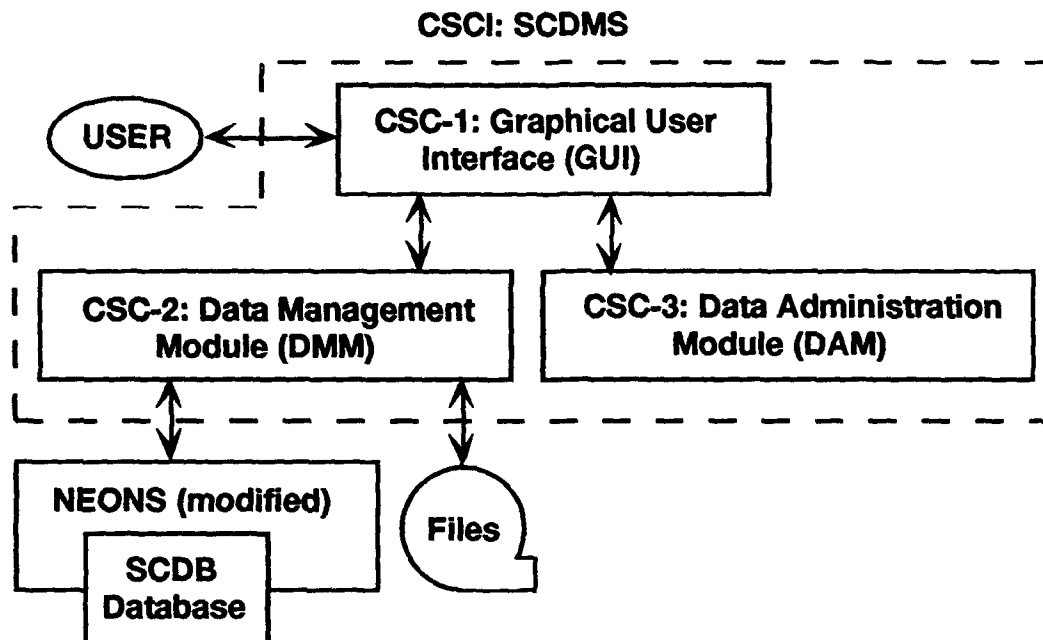 CSCI: SCDMS
USER
CSC-1: Graphical User
Interface (GUI)
CSC-2: Data Management
Module (DMM)
CSC-3: Data Administration
Module (DAM)
NEONS (modified)
Files
SCDB
Database